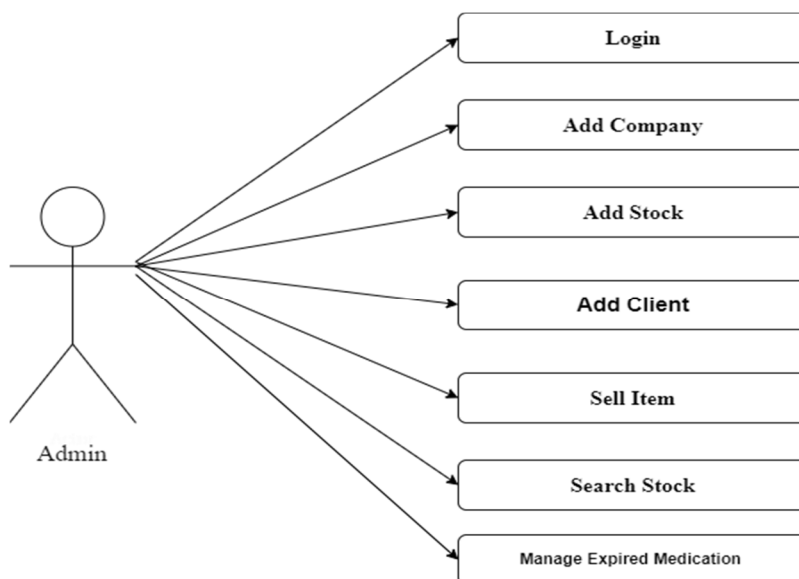 Login
Add Company
Add Stock
Add Client
Sell Item
Admin
Search Stock
Manage Expired Medication